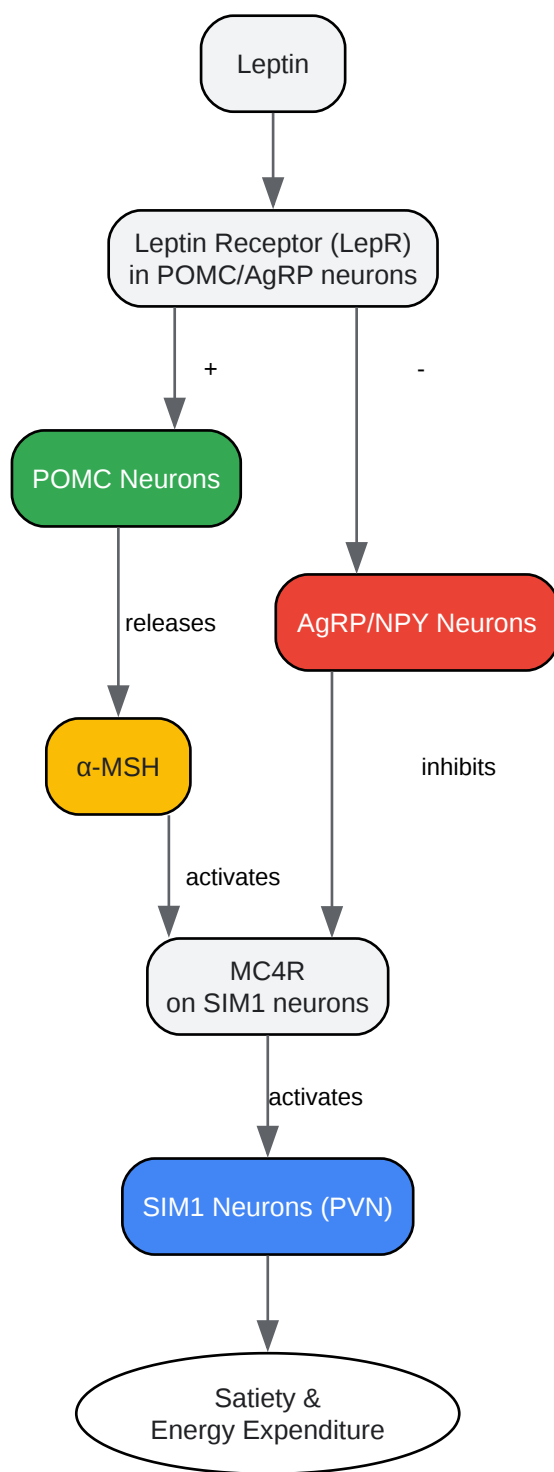 Leptin
Leptin Receptor (LepR)
in POMC/AgRP neurons
+
-
POMC Neurons
AgRP/NPY Neurons
releases
α-MSH
inhibits
activates
MC4R
on SIM1 neurons
activates
SIM1 Neurons (PVN)
Satiety &
Energy Expenditure